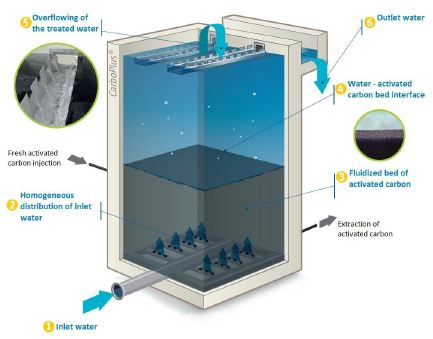 5 Overflowing of
the treated water
6 Outlet water
CarboPlus®
4 Water - activated
carbon bed interface
Fresh activated
carbon injection
3 Fluidized bed of
activated carbon
Homogeneous
2 distribution of inlet
water
Extraction of
activated carbon
1 Inlet water